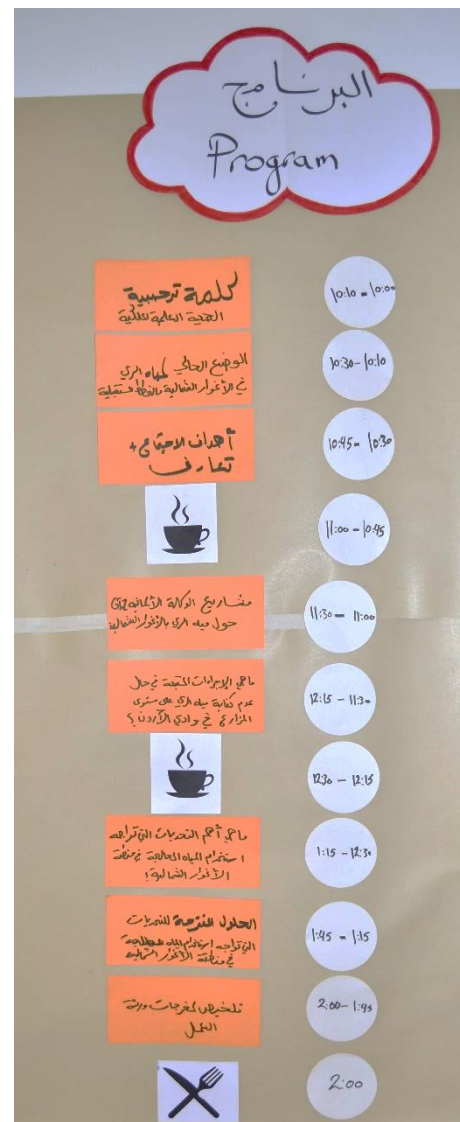 البرنامج
Program
كلمة ترحيبية
الجمعية العلمية الملكية
10:10 - 10:00
الوضع الحالي لمياه الري
في الأغوار الشمالية والخطط المستقبلية
10:30 - 10:10
أهداف الاجتماع +
تعارف
10:45 - 10:30
11:00 - 10:45
مشاريع الوكالة الألمانية GIZ
حول مياه الري بالأغوار الشمالية
11:30 - 11:00
ماهي الإجراءات المتبعة في حال
عدم كفاية مياه الري على مستوى
المزارع في وادي الأردن؟
12:15 - 11:30
12:30 - 12:15
ماهي أهم التحديات التي تواجه
استخدام المياه المعالجة في منطقة
الأغوار الشمالية؟
1:15 - 12:30
الحلول المقترحة للتحديات
التي تواجه استخدام المياه المعالجة
في منطقة الأغوار الشمالية
1:45 - 1:15
تلخيص لمخرجات ورشة
العمل
2:00 - 1:45
2:00